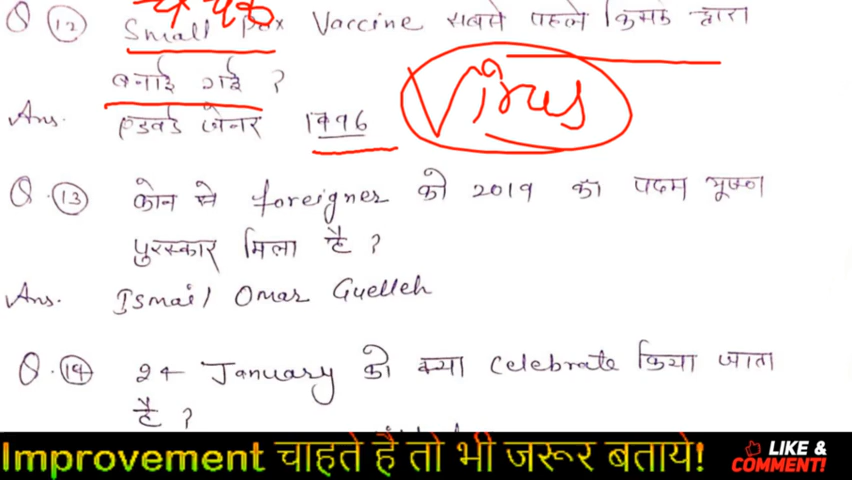 Q (12) Small Pox Vaccine सबसे पहले किसके द्वारा
बनाई गई ?
Ans. एडवर्ड जेनर 1996
Virus
Q.(13) कोन से foreigner को 2019 का पदम भूषण
पुरस्कार मिला है ?
Ans. Ismail Omar Guelleh
Q.(14) 24 January को क्या celebrate किया जाता
है ?
Improvement चाहते है तो भी जरूर बताये!
LIKE &
COMMENT!